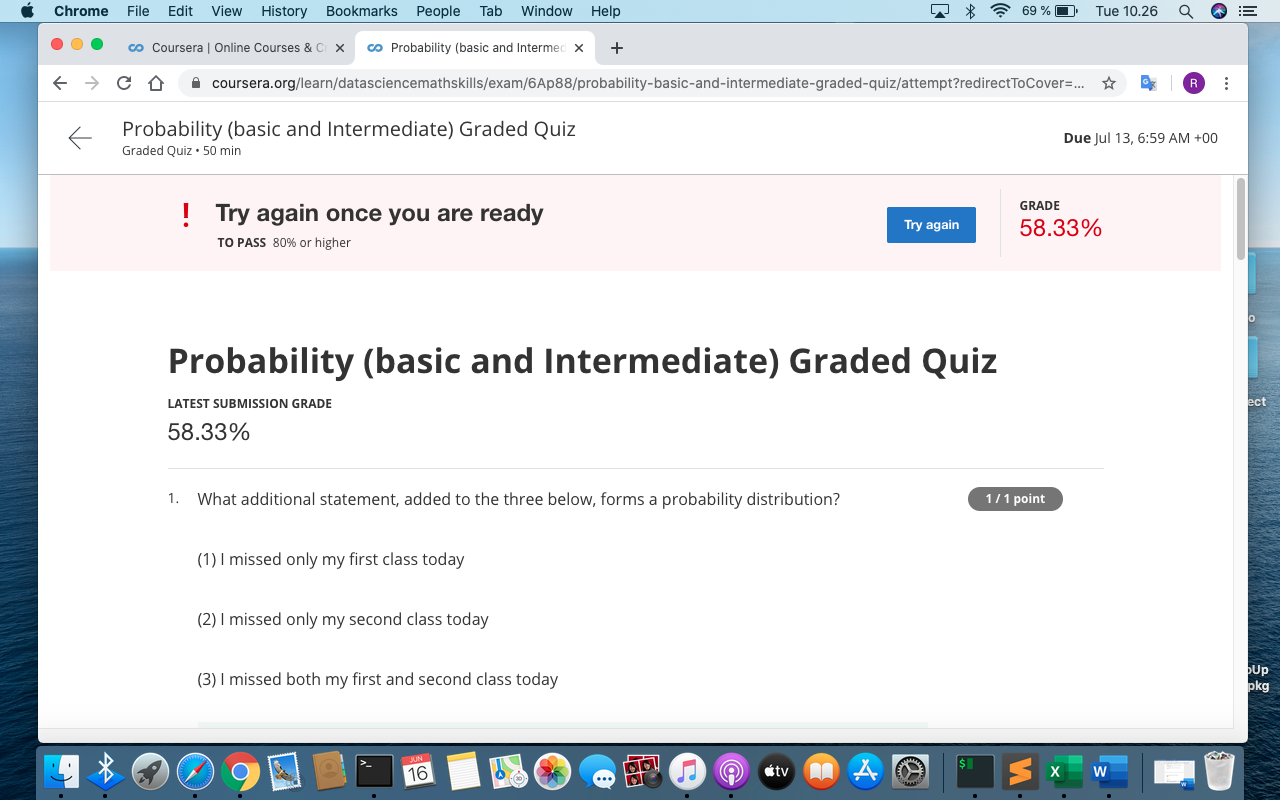 Chrome File Edit View History Bookmarks People Tab Window Help 69 % Tue 10.26
Coursera | Online Courses & C
Probability (basic and Intermed
coursera.org/learn/datasciencemathskills/exam/6Ap88/probability-basic-and-intermediate-graded-quiz/attempt?redirectToCover=...
R
Probability (basic and Intermediate) Graded Quiz
Graded Quiz • 50 min
Due Jul 13, 6:59 AM +00
! Try again once you are ready
TO PASS 80% or higher
Try again
GRADE
58.33%
Probability (basic and Intermediate) Graded Quiz
LATEST SUBMISSION GRADE
58.33%
1. What additional statement, added to the three below, forms a probability distribution?
1 / 1 point
(1) I missed only my first class today
(2) I missed only my second class today
(3) I missed both my first and second class today
o
ect
pUp
pkg
JUN
16
tv
X
W